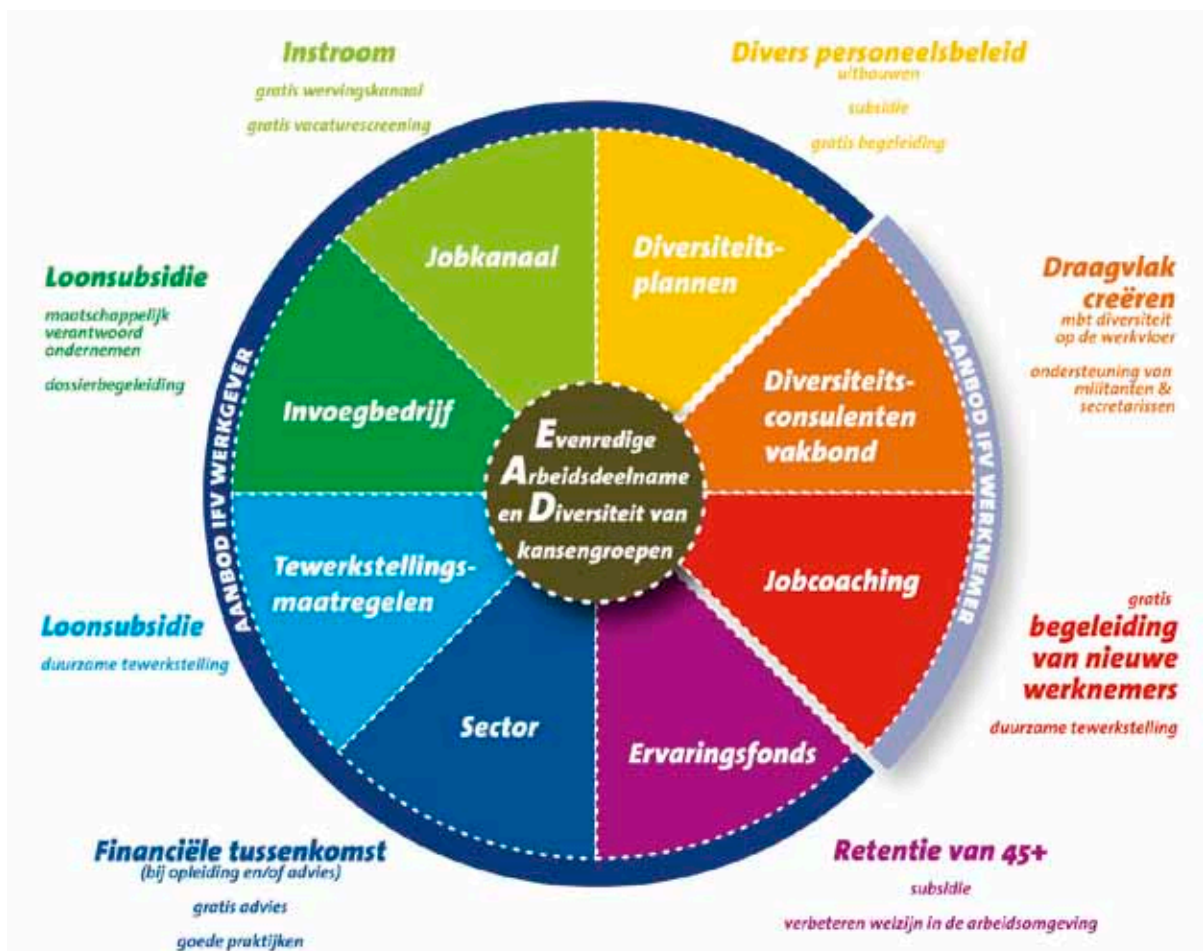 Instroom
gratis wervingskanaal
gratis vacaturescreening
Divers personeelsbeleid
uitbouwen
subsidie
gratis begeleiding
Jobkanaal
Diversiteits-
plannen
Loonsubsidie
maatschappelijk
verantwoord
ondernemen
dossierbegeleiding
Invoegbedrijf
Diversiteits-
consulenten
vakbond
Draagvlak
creëren
mbt diversiteit
op de werkvloer
ondersteuning van
militanten &
secretarissen
AANBOD IFV WERKGEVER
Evenredige
Arbeidsdeelname
en Diversiteit van
kansengroepen
AANBOD IFV WERKNEMER
Tewerkstellings-
maatregelen
Jobcoaching
Loonsubsidie
duurzame tewerkstelling
gratis
begeleiding
van nieuwe
werknemers
duurzame tewerkstelling
Sector
Ervaringsfonds
Financiële tussenkomst
(bij opleiding en/of advies)
gratis advies
goede praktijken
Retentie van 45+
subsidie
verbeteren welzijn in de arbeidsomgeving